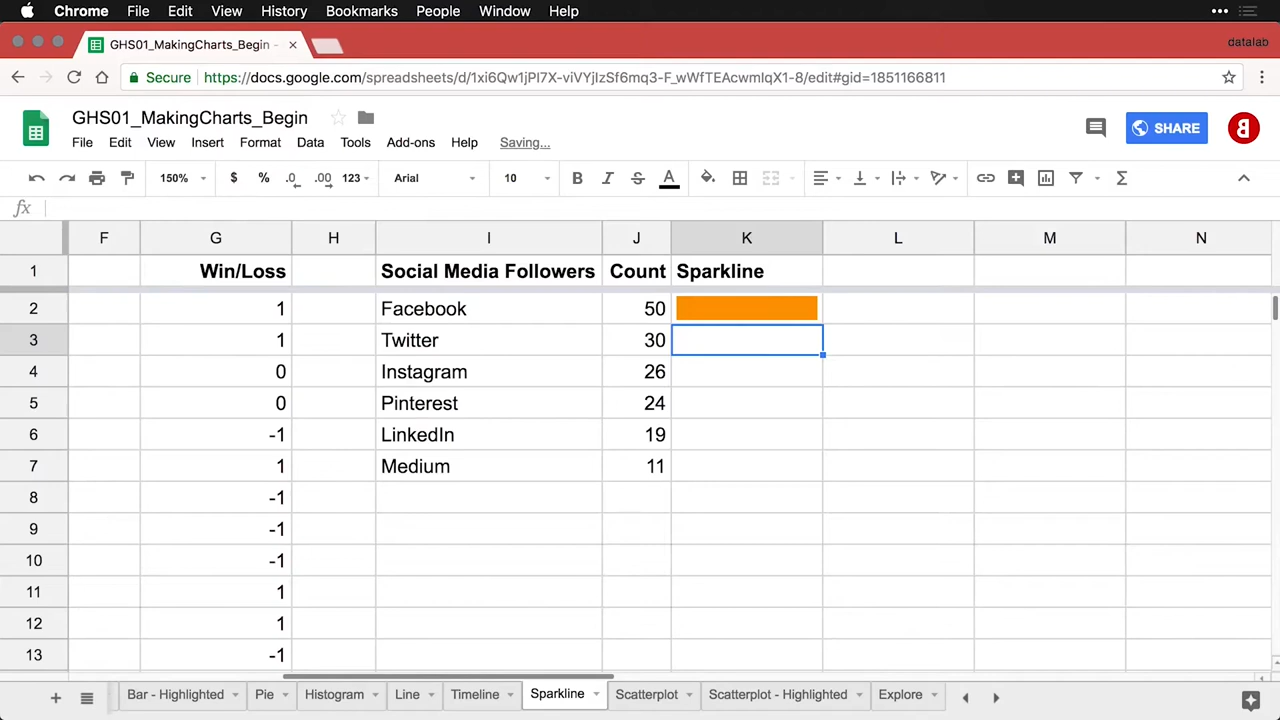 Chrome File Edit View History Bookmarks People Window Help
GHS01_MakingCharts_Begin - ×
datalab
Secure https://docs.google.com/spreadsheets/d/1xi6Qw1jPl7X-viVYjIzSf6mq3-F_wWfTEAcwmIqX1-8/edit#gid=1851166811
GHS01_MakingCharts_Begin
SHARE
File Edit View Insert Format Data Tools Add-ons Help Saving...
150% $ % .0 .00 123 Arial 10 B I S A Σ
fx
F G H I J K L M N
1 Win/Loss Social Media Followers Count Sparkline
2 1 Facebook 50
3 1 Twitter 30
4 0 Instagram 26
5 0 Pinterest 24
6 -1 LinkedIn 19
7 1 Medium 11
8 -1
9 -1
10 -1
11 1
12 1
13 -1
+ Bar - Highlighted Pie Histogram Line Timeline Sparkline Scatterplot Scatterplot - Highlighted Explore